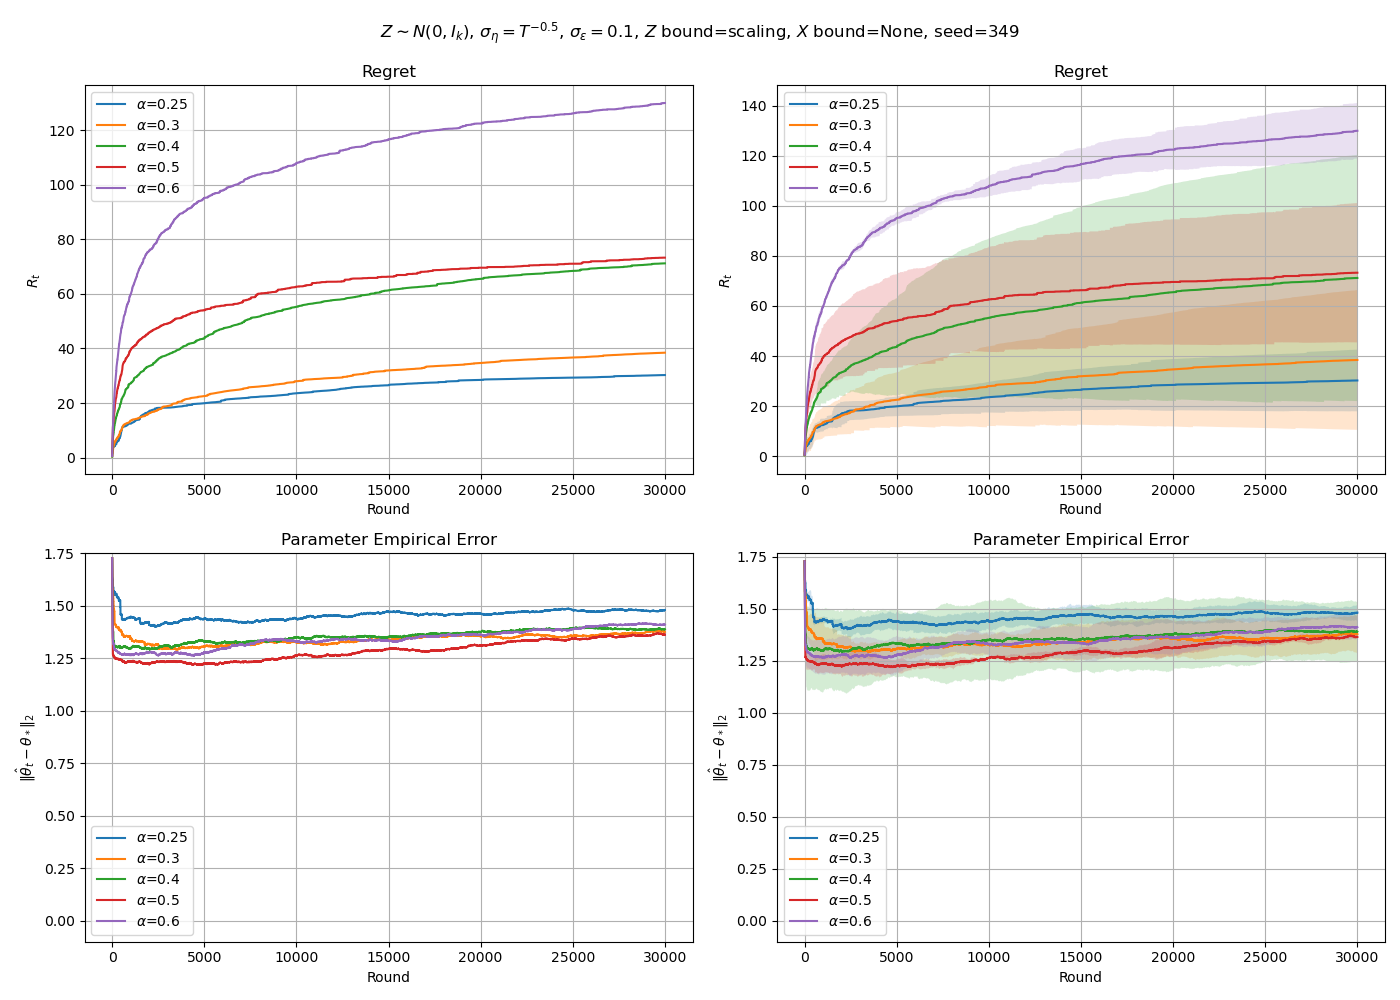 Z ∼ N(0, I_k), σ_η = T^{−0.5}, σ_ε = 0.1, Z bound=scaling, X bound=None, seed=349
Regret
R_t
120
100
80
60
40
20
0
0 5000 10000 15000 20000 25000 30000
Round
α=0.25
α=0.3
α=0.4
α=0.5
α=0.6
Regret
R_t
140
120
100
80
60
40
20
0
0 5000 10000 15000 20000 25000 30000
Round
α=0.25
α=0.3
α=0.4
α=0.5
α=0.6
Parameter Empirical Error
‖θ̂_t − θ_*‖_2
1.75
1.50
1.25
1.00
0.75
0.50
0.25
0.00
0 5000 10000 15000 20000 25000 30000
Round
α=0.25
α=0.3
α=0.4
α=0.5
α=0.6
Parameter Empirical Error
‖θ̂_t − θ_*‖_2
1.75
1.50
1.25
1.00
0.75
0.50
0.25
0.00
0 5000 10000 15000 20000 25000 30000
Round
α=0.25
α=0.3
α=0.4
α=0.5
α=0.6